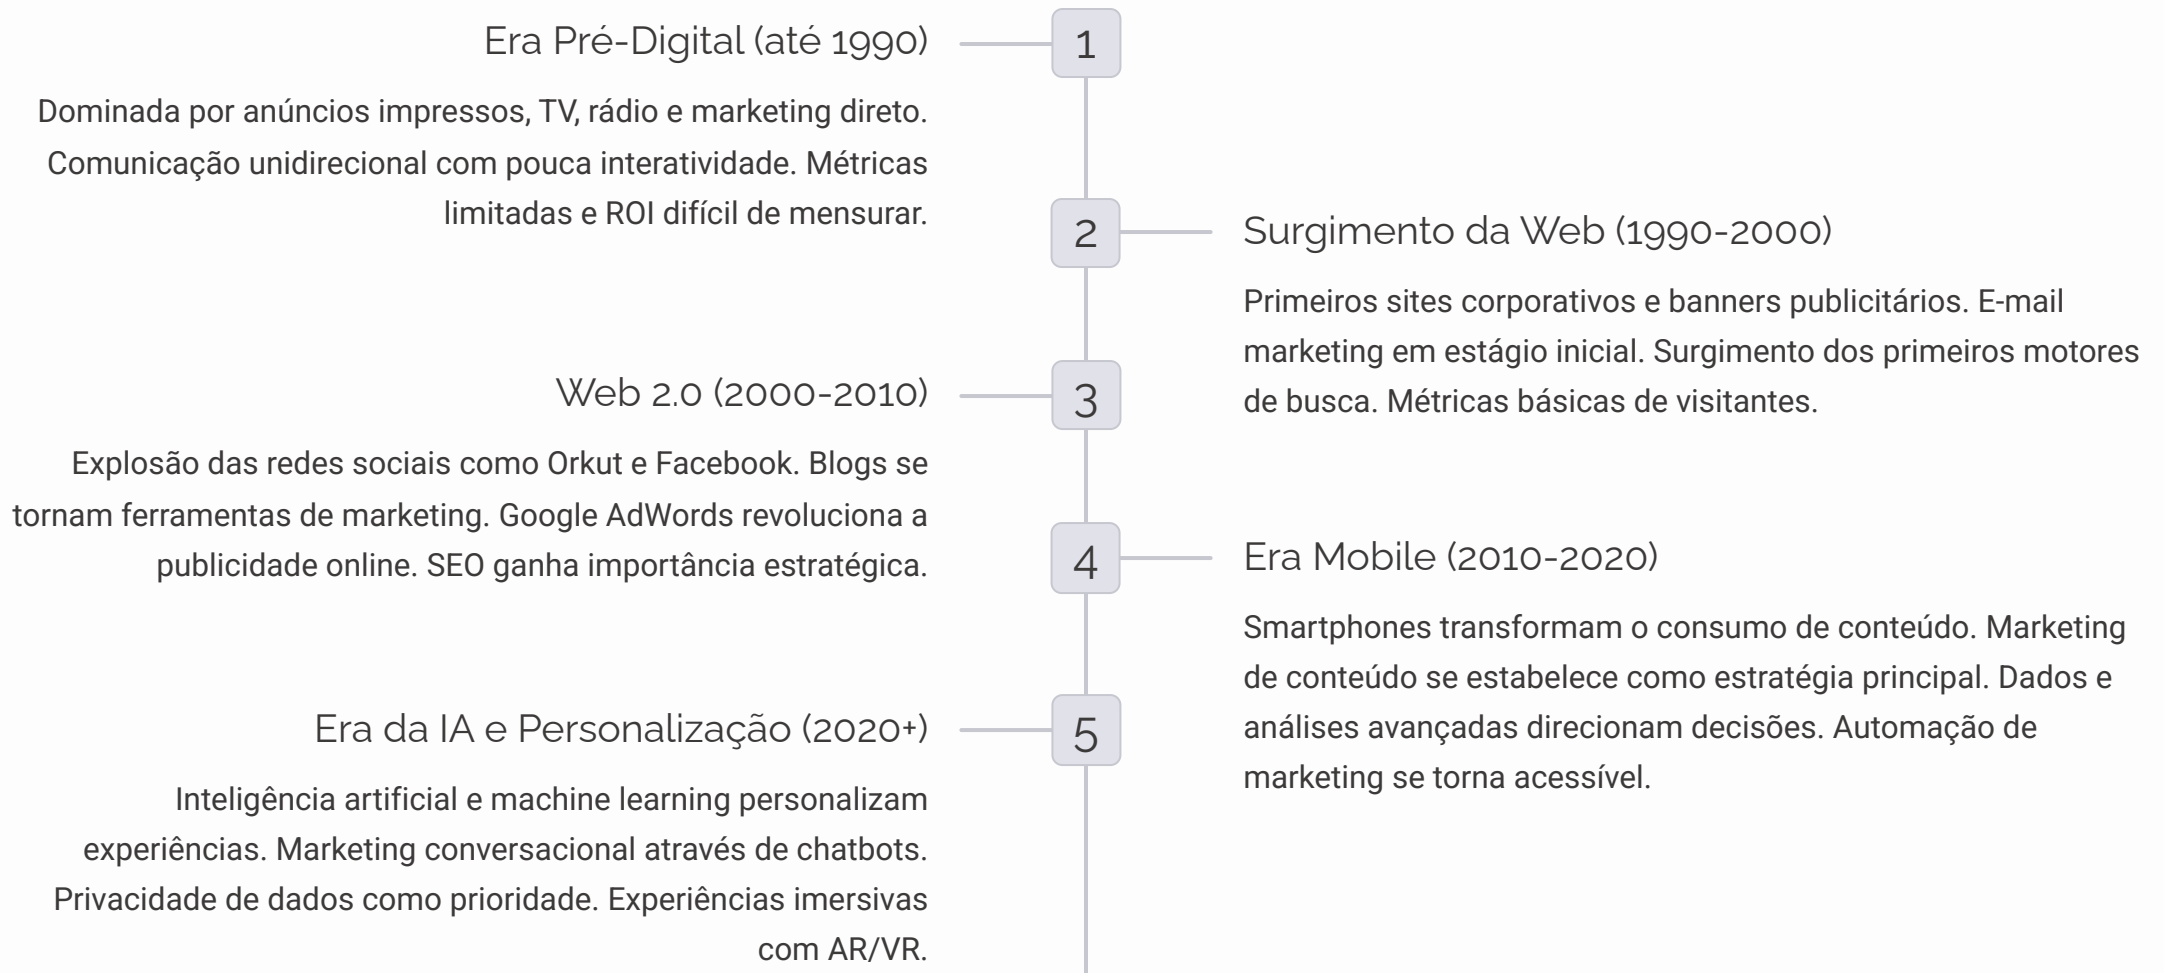 Era Pré-Digital (até 1990)
1
Dominada por anúncios impressos, TV, rádio e marketing direto.
Comunicação unidirecional com pouca interatividade. Métricas
limitadas e ROI difícil de mensurar.
2
Surgimento da Web (1990-2000)
Primeiros sites corporativos e banners publicitários. E-mail
marketing em estágio inicial. Surgimento dos primeiros motores
de busca. Métricas básicas de visitantes.
Web 2.0 (2000-2010)
3
Explosão das redes sociais como Orkut e Facebook. Blogs se
tornam ferramentas de marketing. Google AdWords revoluciona a
publicidade online. SEO ganha importância estratégica.
4
Era Mobile (2010-2020)
Smartphones transformam o consumo de conteúdo. Marketing
de conteúdo se estabelece como estratégia principal. Dados e
análises avançadas direcionam decisões. Automação de
marketing se torna acessível.
Era da IA e Personalização (2020+)
5
Inteligência artificial e machine learning personalizam
experiências. Marketing conversacional através de chatbots.
Privacidade de dados como prioridade. Experiências imersivas
com AR/VR.